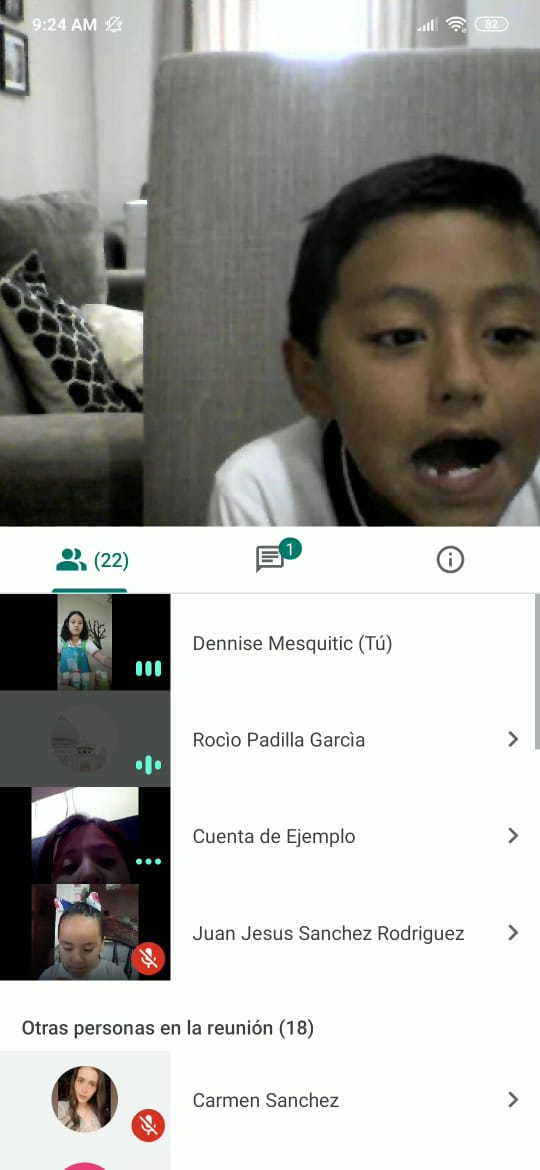 9:24 AM
82
(22)
1
Dennise Mesquitic (Tú)
Rocìo Padilla Garcìa
Cuenta de Ejemplo
Juan Jesus Sanchez Rodriguez
Otras personas en la reunión (18)
Carmen Sanchez